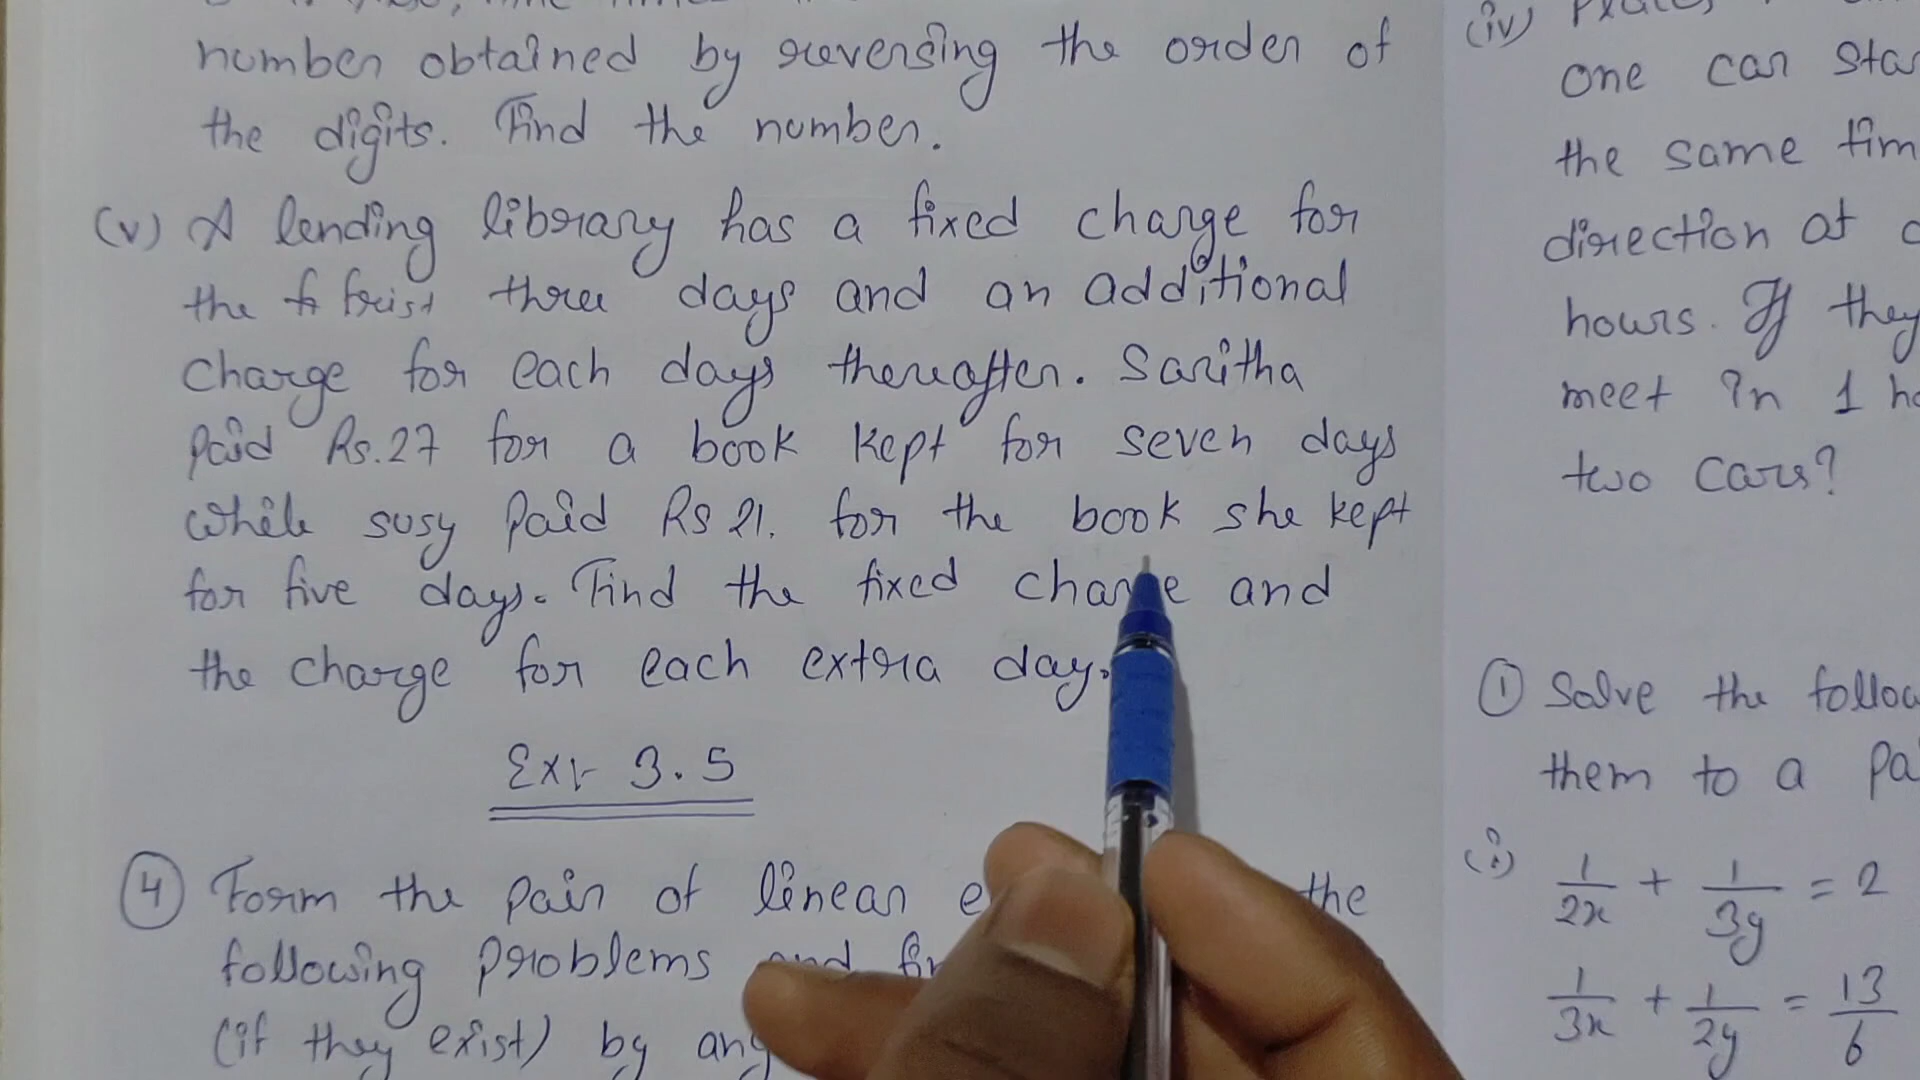 number obtained by reversing the order of
the digits. Find the number.
(v) A lending library has a fixed charge for
the fi frist three days and an additional
charge for each days thereafter. Saritha
paid Rs.27 for a book kept for seven days
while susy paid Rs 21. for the book she kept
for five days. Find the fixed charge and
the charge for each extra day.
Ex:- 3.5
(4) Form the pair of linear the
following problems and
(if they exist) by any
(iv)
one can
the same
direction at
hours. If they
meet in 1
two cars?
(1) Solve the
them to a
(i) 1/2x + 1/3y = 2
1/3x + 1/2y = 13/6